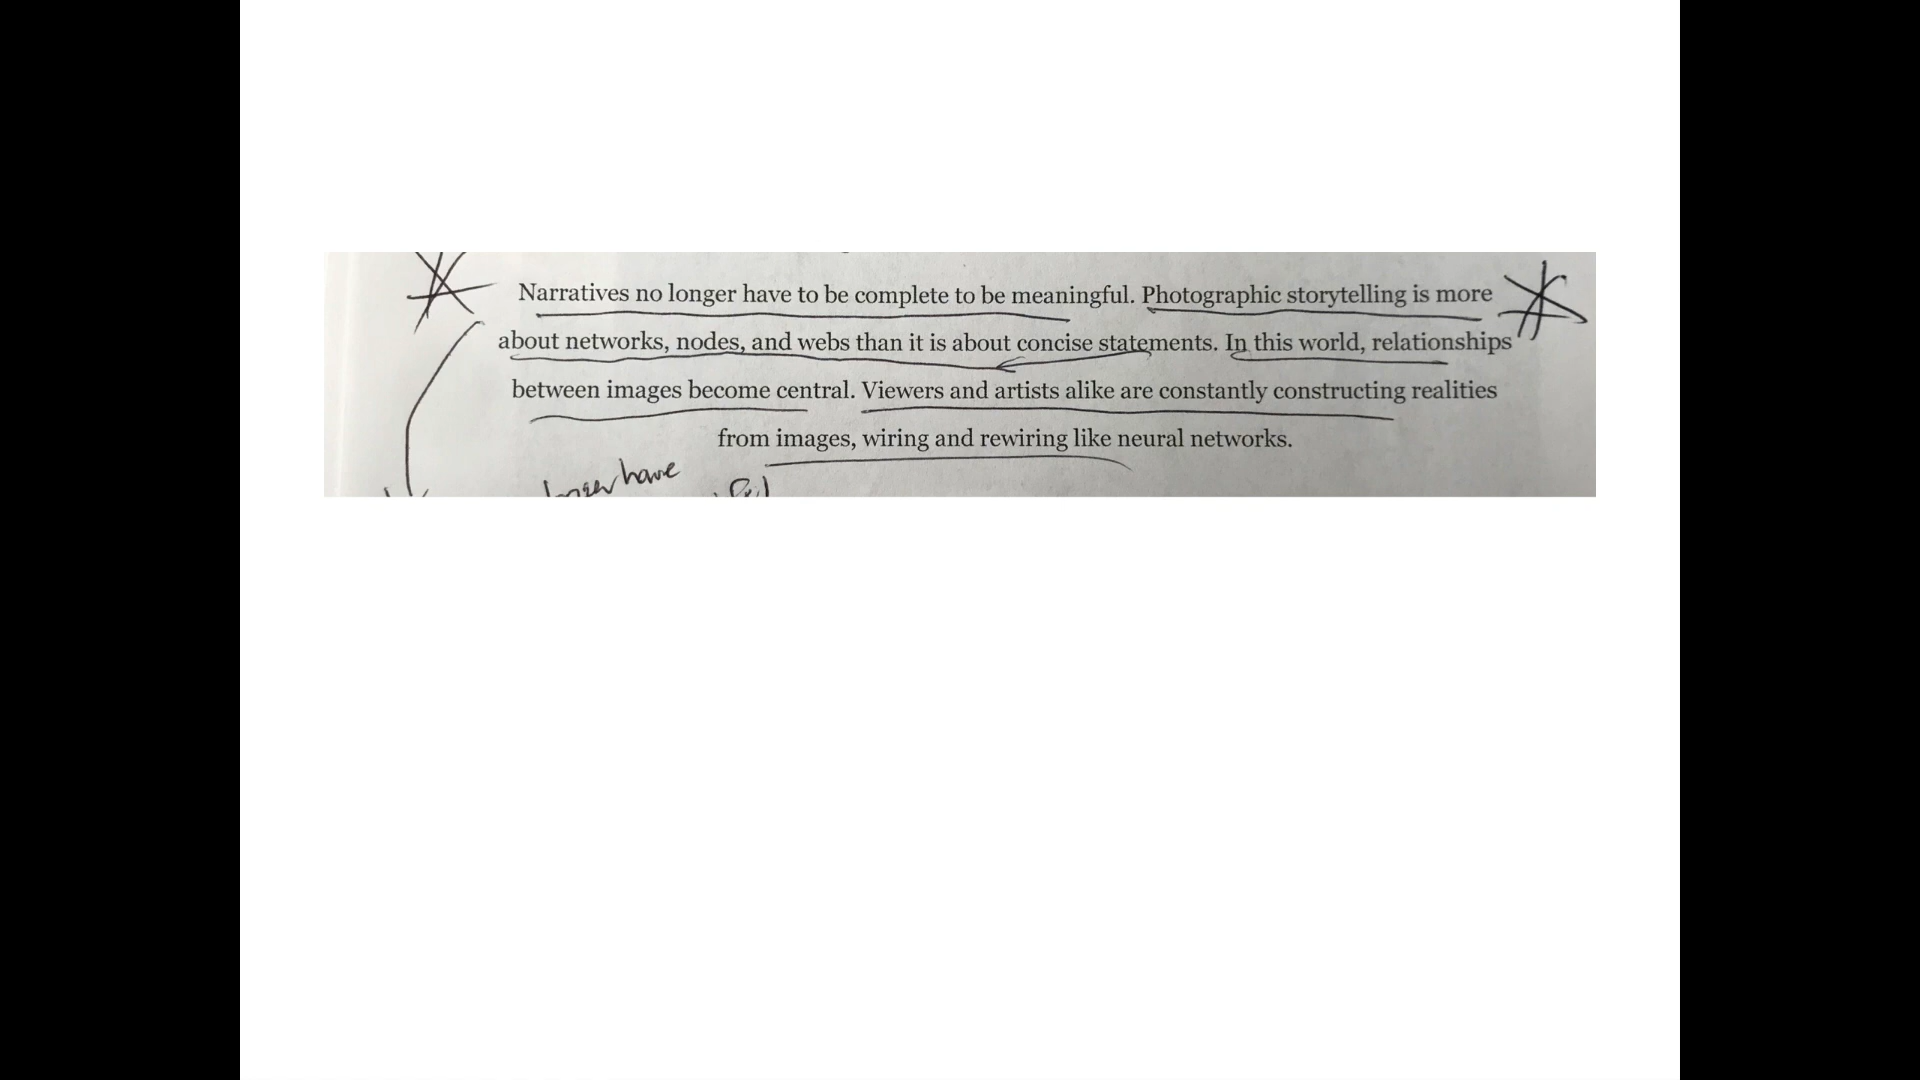 Narratives no longer have to be complete to be meaningful. Photographic storytelling is more
about networks, nodes, and webs than it is about concise statements. In this world, relationships
between images become central. Viewers and artists alike are constantly constructing realities
from images, wiring and rewiring like neural networks.
have